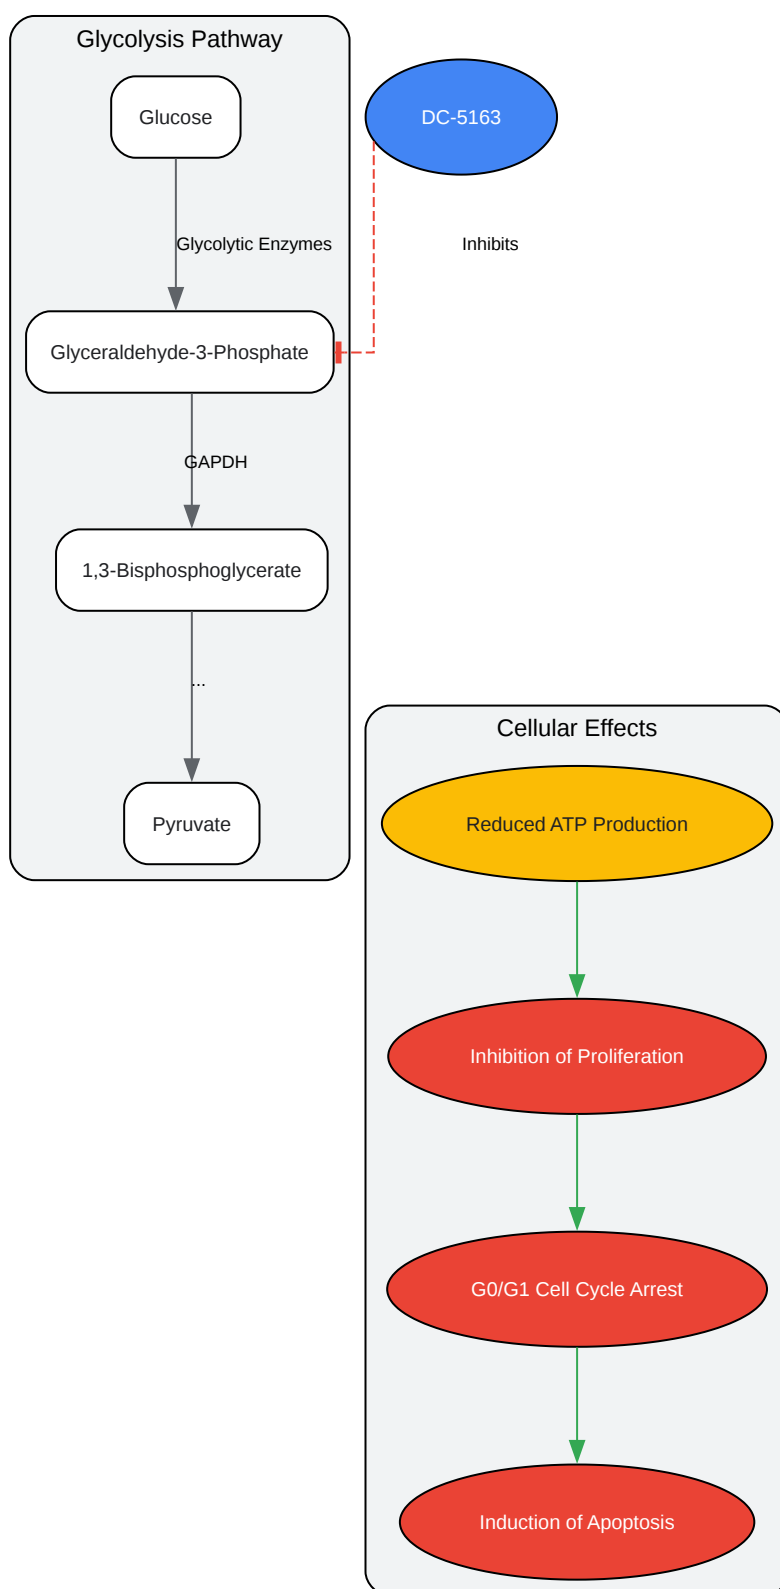 Glycolysis Pathway
Glucose
DC-5163
Glycolytic Enzymes
Inhibits
Glyceraldehyde-3-Phosphate
GAPDH
1,3-Bisphosphoglycerate
...
Pyruvate
Cellular Effects
Reduced ATP Production
Inhibition of Proliferation
G0/G1 Cell Cycle Arrest
Induction of Apoptosis